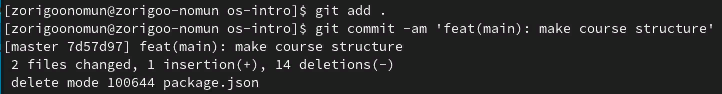 [zorigoonomun@zorigoo-nomun os-intro]$ git add .
[zorigoonomun@zorigoo-nomun os-intro]$ git commit -am 'feat(main): make course structure'
[master 7d57d97] feat(main): make course structure
 2 files changed, 1 insertion(+), 14 deletions(-)
 delete mode 100644 package.json